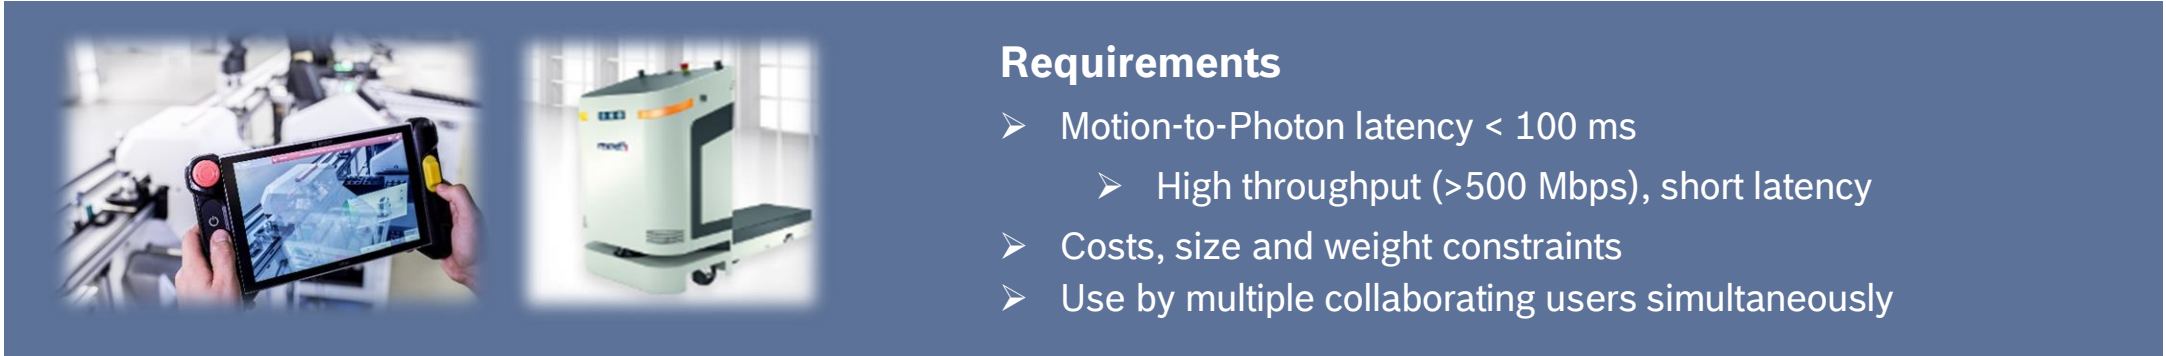 Requirements
➢ Motion-to-Photon latency < 100 ms
➢ High throughput (>500 Mbps), short latency
➢ Costs, size and weight constraints
➢ Use by multiple collaborating users simultaneously